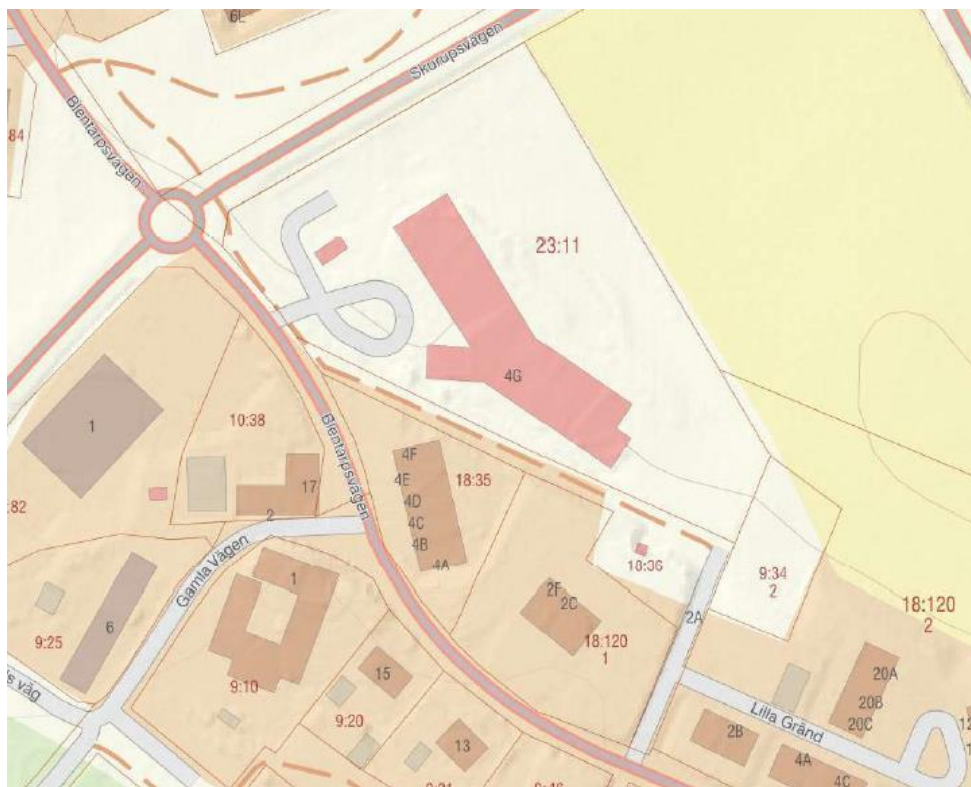 6L
Skurupsvägen
Blentarpsvägen
:84
23:11
4G
1
10:38
Blentarpsvägen
4F
18:35
4E
17
4D
:82
2
4C
4B
4A
Gamla Vägen
1
18:36
9:34
2
2F
2C
18:120
2
6
2A
9:25
18:120
1
15
20A
9:10
s väg
20B
9:20
Lilla Gränd
20C
2B
13
4A
4C